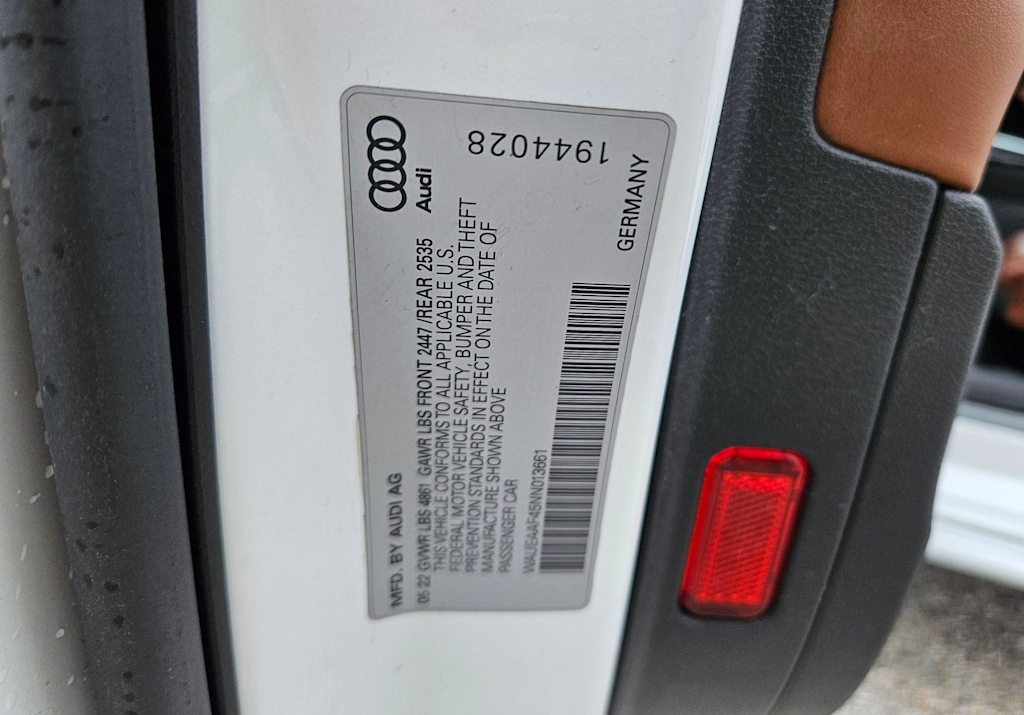 MFD. BY AUDI AG
22 GVWR LBS 4861 GAWR LBS FRONT 2447 /REAR 2535
THIS VEHICLE CONFORMS TO ALL APPLICABLE U.S.
FEDERAL MOTOR VEHICLE SAFETY, BUMPER AND THEFT
PREVENTION STANDARDS IN EFFECT ON THE DATE OF
MANUFACTURE SHOWN ABOVE
PASSENGER CAR
WAUEAAF45NN013661
Audi
1944028
GERMANY